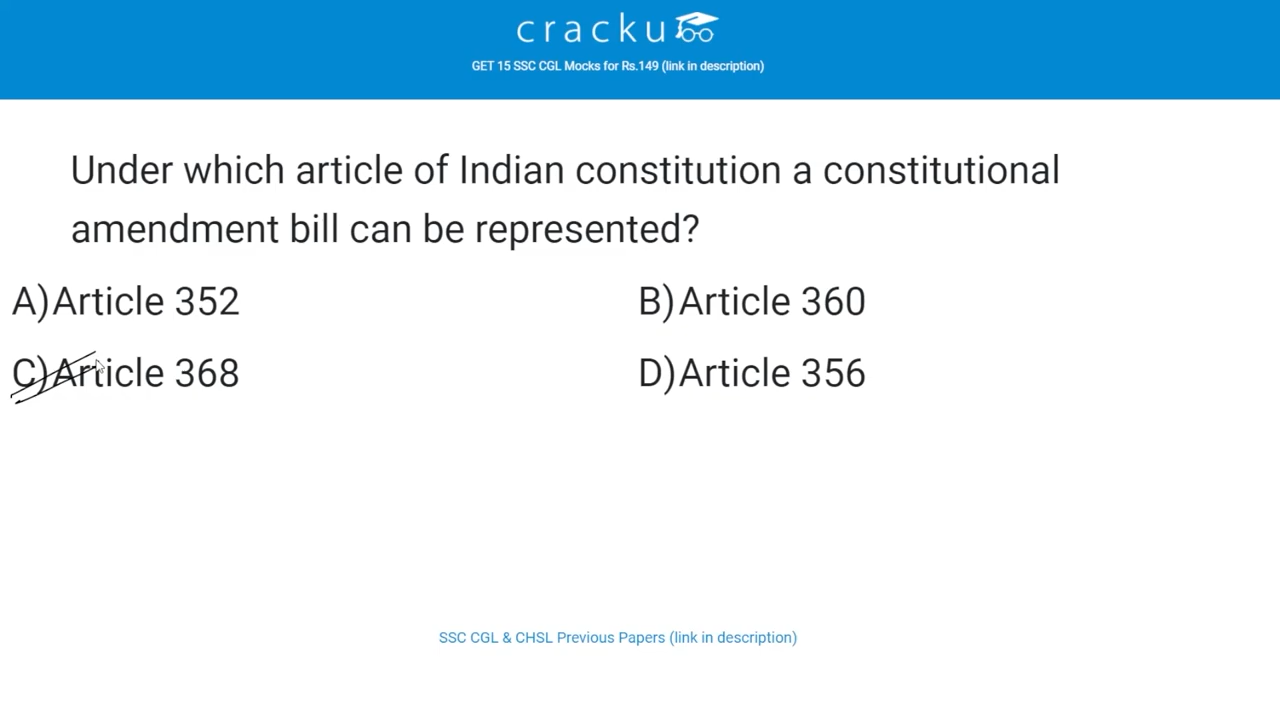 cracku
GET 15 SSC CGL Mocks for Rs.149 (link in description)
Under which article of Indian constitution a constitutional
amendment bill can be represented?
A)Article 352 B)Article 360
C)Article 368 D)Article 356
SSC CGL & CHSL Previous Papers (link in description)